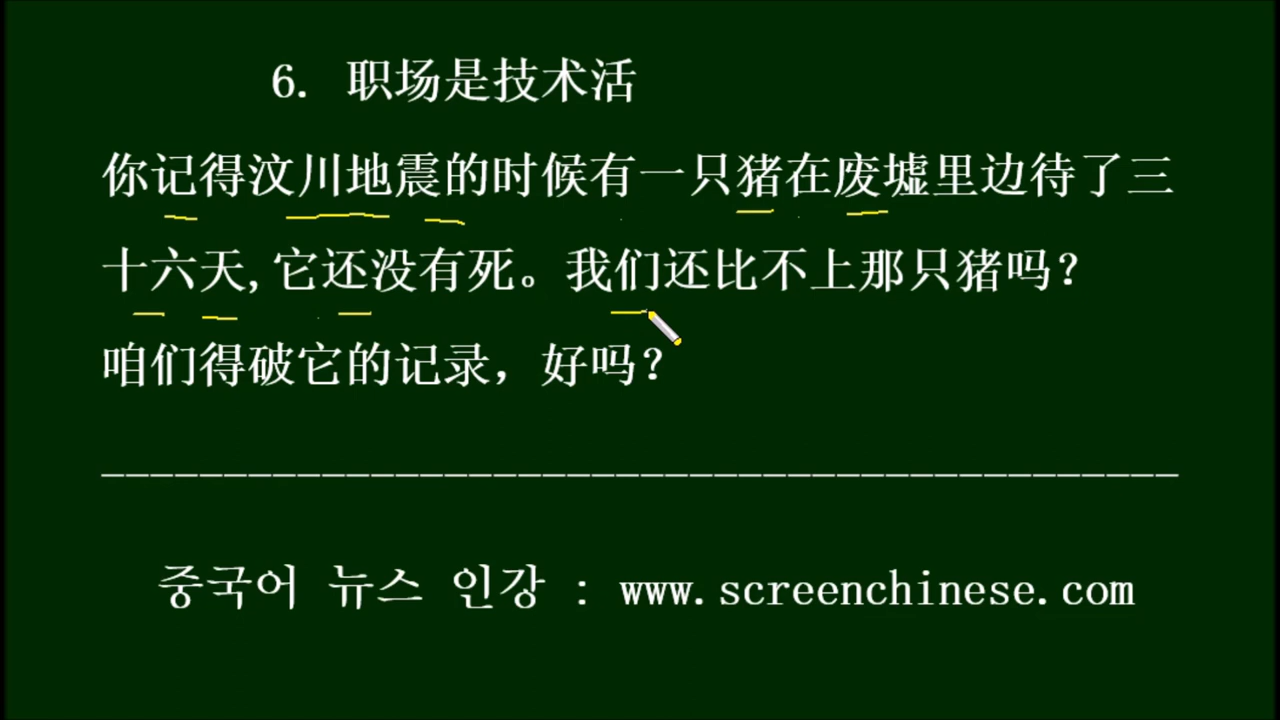 6. 职场是技术活
你记得汶川地震的时候有一只猪在废墟里边待了三
十六天,它还没有死。我们还比不上那只猪吗?
咱们得破它的记录，好吗?
중국어 뉴스 인강 : www.screenchinese.com